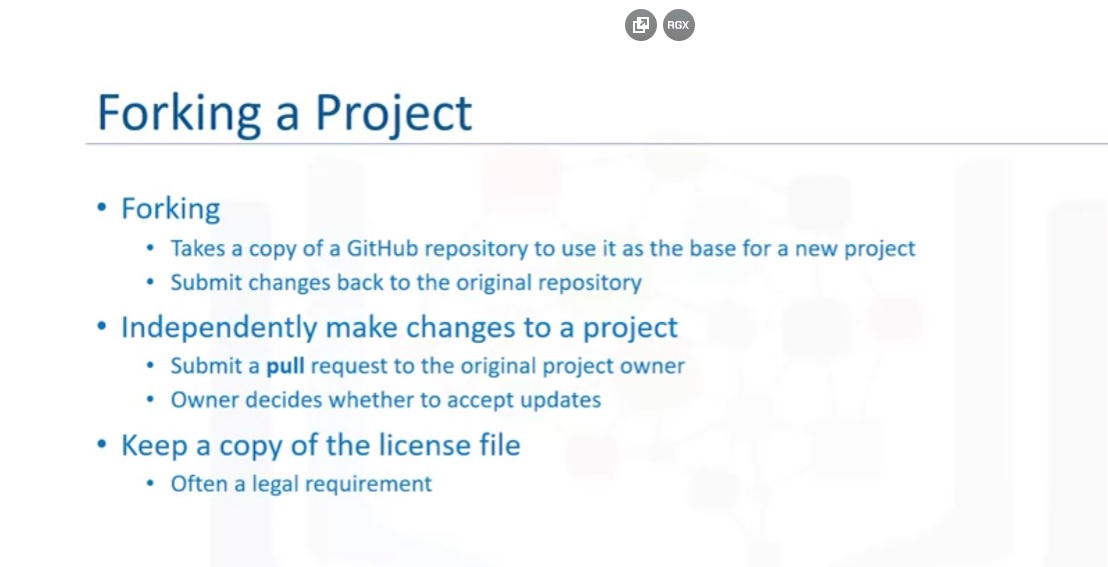 RGX
Forking a Project
• Forking
• Takes a copy of a GitHub repository to use it as the base for a new project
• Submit changes back to the original repository
• Independently make changes to a project
• Submit a pull request to the original project owner
• Owner decides whether to accept updates
• Keep a copy of the license file
• Often a legal requirement